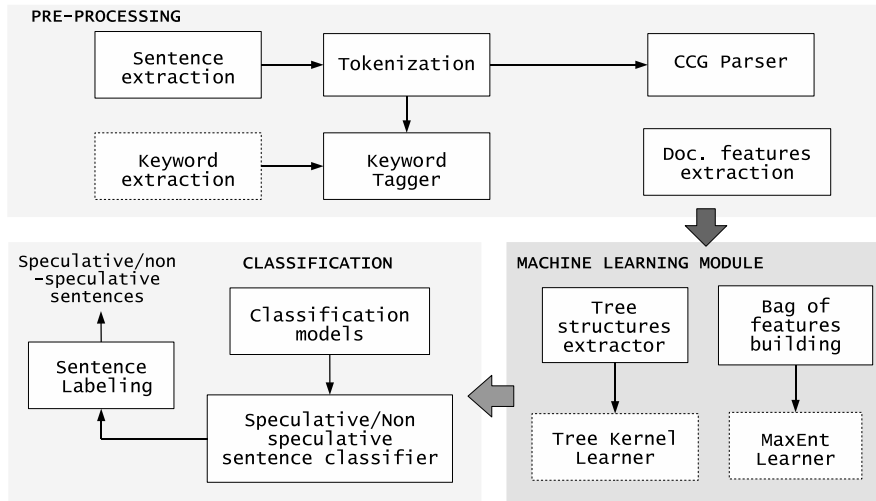 PRE-PROCESSING
Sentence
extraction
Tokenization
CCG Parser
Keyword
extraction
Keyword
Tagger
Doc. features
extraction
Speculative/non
-speculative
sentences
CLASSIFICATION
Classification
models
Sentence
Labeling
Speculative/Non
speculative
sentence classifier
MACHINE LEARNING MODULE
Tree
structures
extractor
Bag of
features
building
Tree Kernel
Learner
MaxEnt
Learner